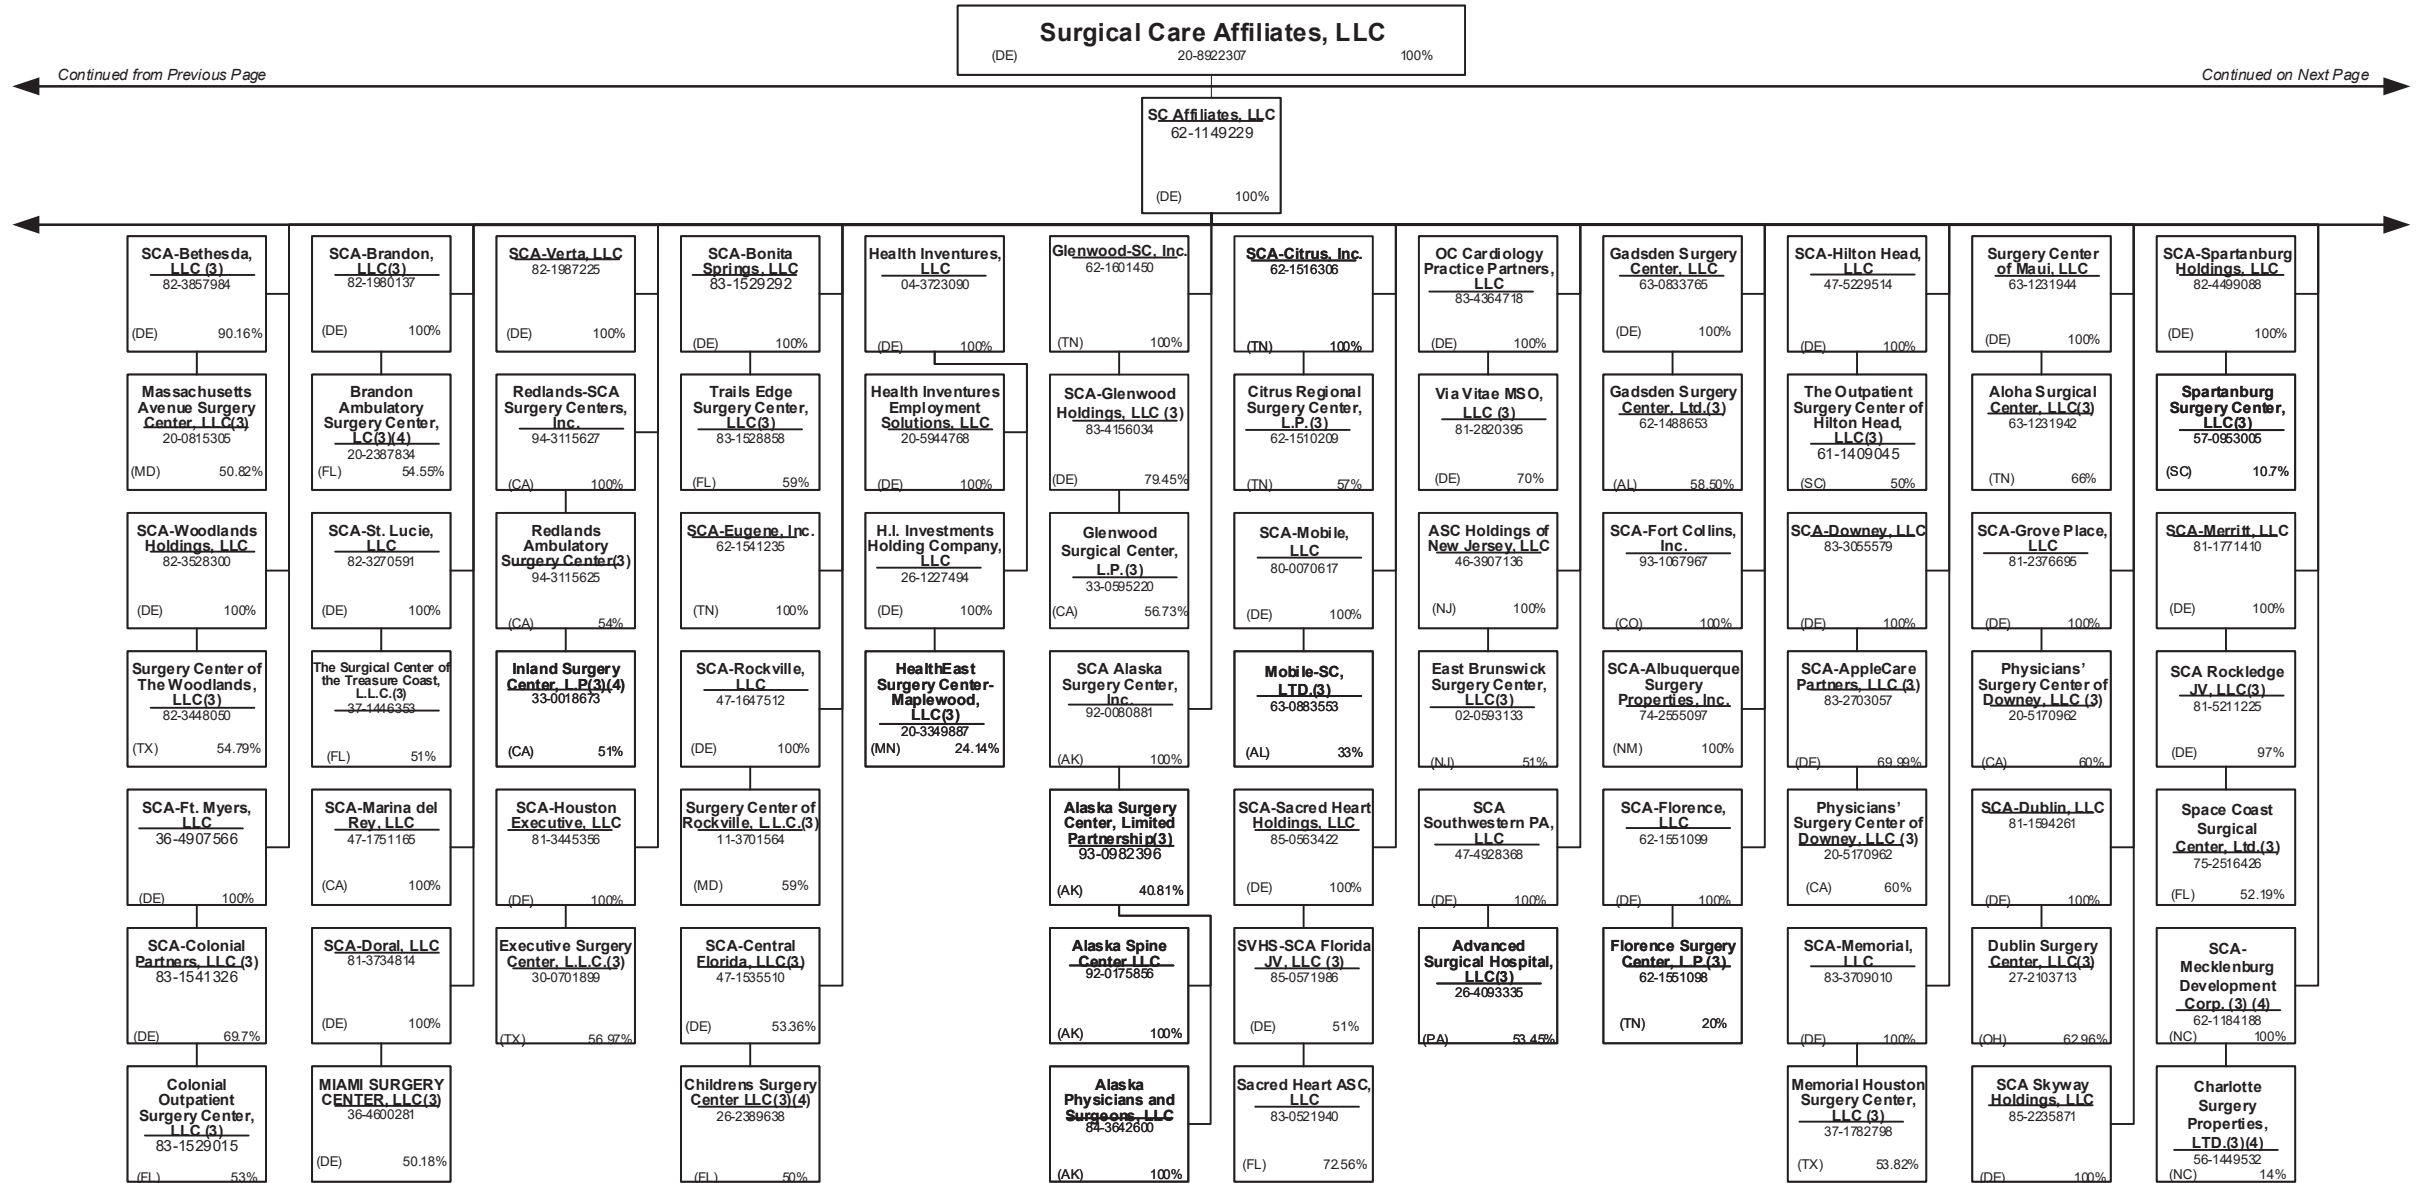 Surgical Care Affiliates, LLC
(DE) 20-8922307 100%
Continued from Previous Page
Continued on Next Page
SC Affiliates, LLC
62-1149229
(DE) 100%
SCA-Bethesda,
LLC (3)
82-3857984
(DE) 90.16%
Massachusetts
Avenue Surgery
Center, LLC(3)
20-0815305
(MD) 50.82%
SCA-Woodlands
Holdings, LLC
82-3528300
(DE) 100%
Surgery Center of
The Woodlands,
LLC(3)
82-3448050
(TX) 54.79%
SCA-Ft. Myers,
LLC
36-4907566
(DE) 100%
SCA-Colonial
Partners, LLC (3)
83-1541326
(DE) 69.7%
Colonial
Outpatient
Surgery Center,
LLC (3)
83-1529015
(FL) 53%
SCA-Brandon,
LLC(3)
82-1980137
(DE) 100%
Brandon
Ambulatory
Surgery Center,
LC(3)(4)
20-2387834
(FL) 54.55%
SCA-St. Lucie,
LLC
82-3270591
(DE) 100%
The Surgical Center of
the Treasure Coast,
L.L.C.(3)
37-1446353
(FL) 51%
SCA-Marina del
Rey, LLC
47-1751165
(CA) 100%
SCA-Doral, LLC
81-3734814
(DE) 100%
MIAMI SURGERY
CENTER, LLC(3)
36-4600281
(DE) 50.18%
SCA-Verta, LLC
82-1987225
(DE) 100%
Redlands-SCA
Surgery Centers,
Inc.
94-3115627
(CA) 100%
Redlands
Ambulatory
Surgery Center(3)
94-3115625
(CA) 54%
Inland Surgery
Center, L.P(3)(4)
33-0018673
(CA) 51%
SCA-Houston
Executive, LLC
81-3445356
(DE) 100%
Executive Surgery
Center, L.L.C.(3)
30-0701899
(TX) 56.97%
SCA-Bonita
Springs, LLC
83-1529292
(DE) 100%
Trails Edge
Surgery Center,
LLC(3)
83-1528858
(FL) 59%
SCA-Eugene, Inc.
62-1541235
(TN) 100%
SCA-Rockville,
LLC
47-1647512
(DE) 100%
Surgery Center of
Rockville, L.L.C.(3)
11-3701564
(MD) 59%
SCA-Central
Florida, LLC(3)
47-1535510
(DE) 53.36%
Childrens Surgery
Center LLC(3)(4)
26-2389638
(FL) 50%
Health Inventures,
LLC
04-3723090
(DE) 100%
Health Inventures
Employment
Solutions, LLC
20-5944768
(DE) 100%
H.I. Investments
Holding Company,
LLC
26-1227494
(DE) 100%
HealthEast
Surgery Center-
Maplewood,
LLC(3)
20-3349887
(MN) 24.14%
Glenwood-SC, Inc.
62-1601450
(TN) 100%
SCA-Glenwood
Holdings, LLC (3)
83-4156034
(DE) 79.45%
Glenwood
Surgical Center,
L.P.(3)
33-0595220
(CA) 56.73%
SCA Alaska
Surgery Center,
Inc.
92-0080881
(AK) 100%
Alaska Surgery
Center, Limited
Partnership(3)
93-0982396
(AK) 40.81%
Alaska Spine
Center LLC
92-0175856
(AK) 100%
Alaska
Physicians and
Surgeons, LLC
84-3642600
(AK) 100%
SCA-Citrus, Inc.
62-1516306
(TN) 100%
Citrus Regional
Surgery Center,
L.P.(3)
62-1510209
(TN) 57%
SCA-Mobile,
LLC
80-0070617
(DE) 100%
Mobile-SC,
LTD.(3)
63-0883553
(AL) 33%
SCA-Sacred Heart
Holdings, LLC
85-0563422
(DE) 100%
SVHS-SCA Florida
JV, LLC (3)
85-0571986
(DE) 51%
Sacred Heart ASC,
LLC
83-0521940
(FL) 72.56%
OC Cardiology
Practice Partners,
LLC
83-4364718
(DE) 100%
Via Vitae MSO,
LLC (3)
81-2820395
(DE) 70%
ASC Holdings of
New Jersey, LLC
46-3907136
(NJ) 100%
East Brunswick
Surgery Center,
LLC(3)
02-0593133
(NJ) 51%
SCA
Southwestern PA,
LLC
47-4928368
(DE) 100%
Advanced
Surgical Hospital,
LLC(3)
26-4093335
(PA) 53.45%
Gadsden Surgery
Center, LLC
63-0833765
(DE) 100%
Gadsden Surgery
Center, Ltd.(3)
62-1488653
(AL) 58.50%
SCA-Fort Collins,
Inc.
93-1067967
(CO) 100%
SCA-Albuquerque
Surgery
Properties, Inc.
74-2555097
(NM) 100%
SCA-Florence,
LLC
62-1551099
(DE) 100%
Florence Surgery
Center, L.P.(3)
62-1551098
(TN) 20%
SCA-Hilton Head,
LLC
47-5229514
(DE) 100%
The Outpatient
Surgery Center of
Hilton Head,
LLC(3)
61-1409045
(SC) 50%
SCA-Downey, LLC
83-3055579
(DE) 100%
SCA-AppleCare
Partners, LLC (3)
83-2703057
(DE) 69.99%
Physicians’
Surgery Center of
Downey, LLC (3)
20-5170962
(CA) 60%
SCA-Memorial,
LLC
83-3709010
(DE) 100%
Memorial Houston
Surgery Center,
LLC (3)
37-1782798
(TX) 53.82%
Surgery Center
of Maui, LLC
63-1231944
(DE) 100%
Aloha Surgical
Center, LLC(3)
63-1231942
(TN) 66%
SCA-Grove Place,
LLC
81-2376695
(DE) 100%
Physicians’
Surgery Center of
Downey, LLC (3)
20-5170962
(CA) 60%
SCA-Dublin, LLC
81-1594261
(DE) 100%
Dublin Surgery
Center, LLC(3)
27-2103713
(OH) 62.96%
SCA Skyway
Holdings, LLC
85-2235871
(DE) 100%
SCA-Spartanburg
Holdings, LLC
82-4499088
(DE) 100%
Spartanburg
Surgery Center,
LLC(3)
57-0953005
(SC) 10.7%
SCA-Merritt, LLC
81-1771410
(DE) 100%
SCA Rockledge
JV, LLC(3)
81-5211225
(DE) 97%
Space Coast
Surgical
Center, Ltd.(3)
75-2516426
(FL) 52.19%
SCA-
Mecklenburg
Development
Corp. (3) (4)
62-1184188
(NC) 100%
Charlotte
Surgery
Properties,
LTD.(3)(4)
56-1449532
(NC) 14%